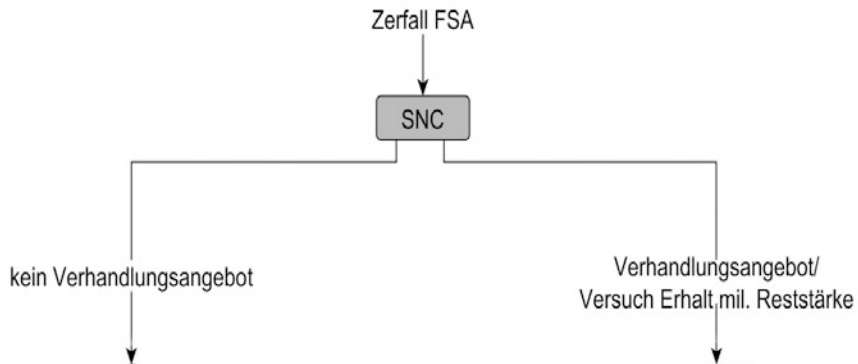 Zerfall FSA
SNC
kein Verhandlungsangebot
Verhandlungsangebot/
Versuch Erhalt mil. Reststärke